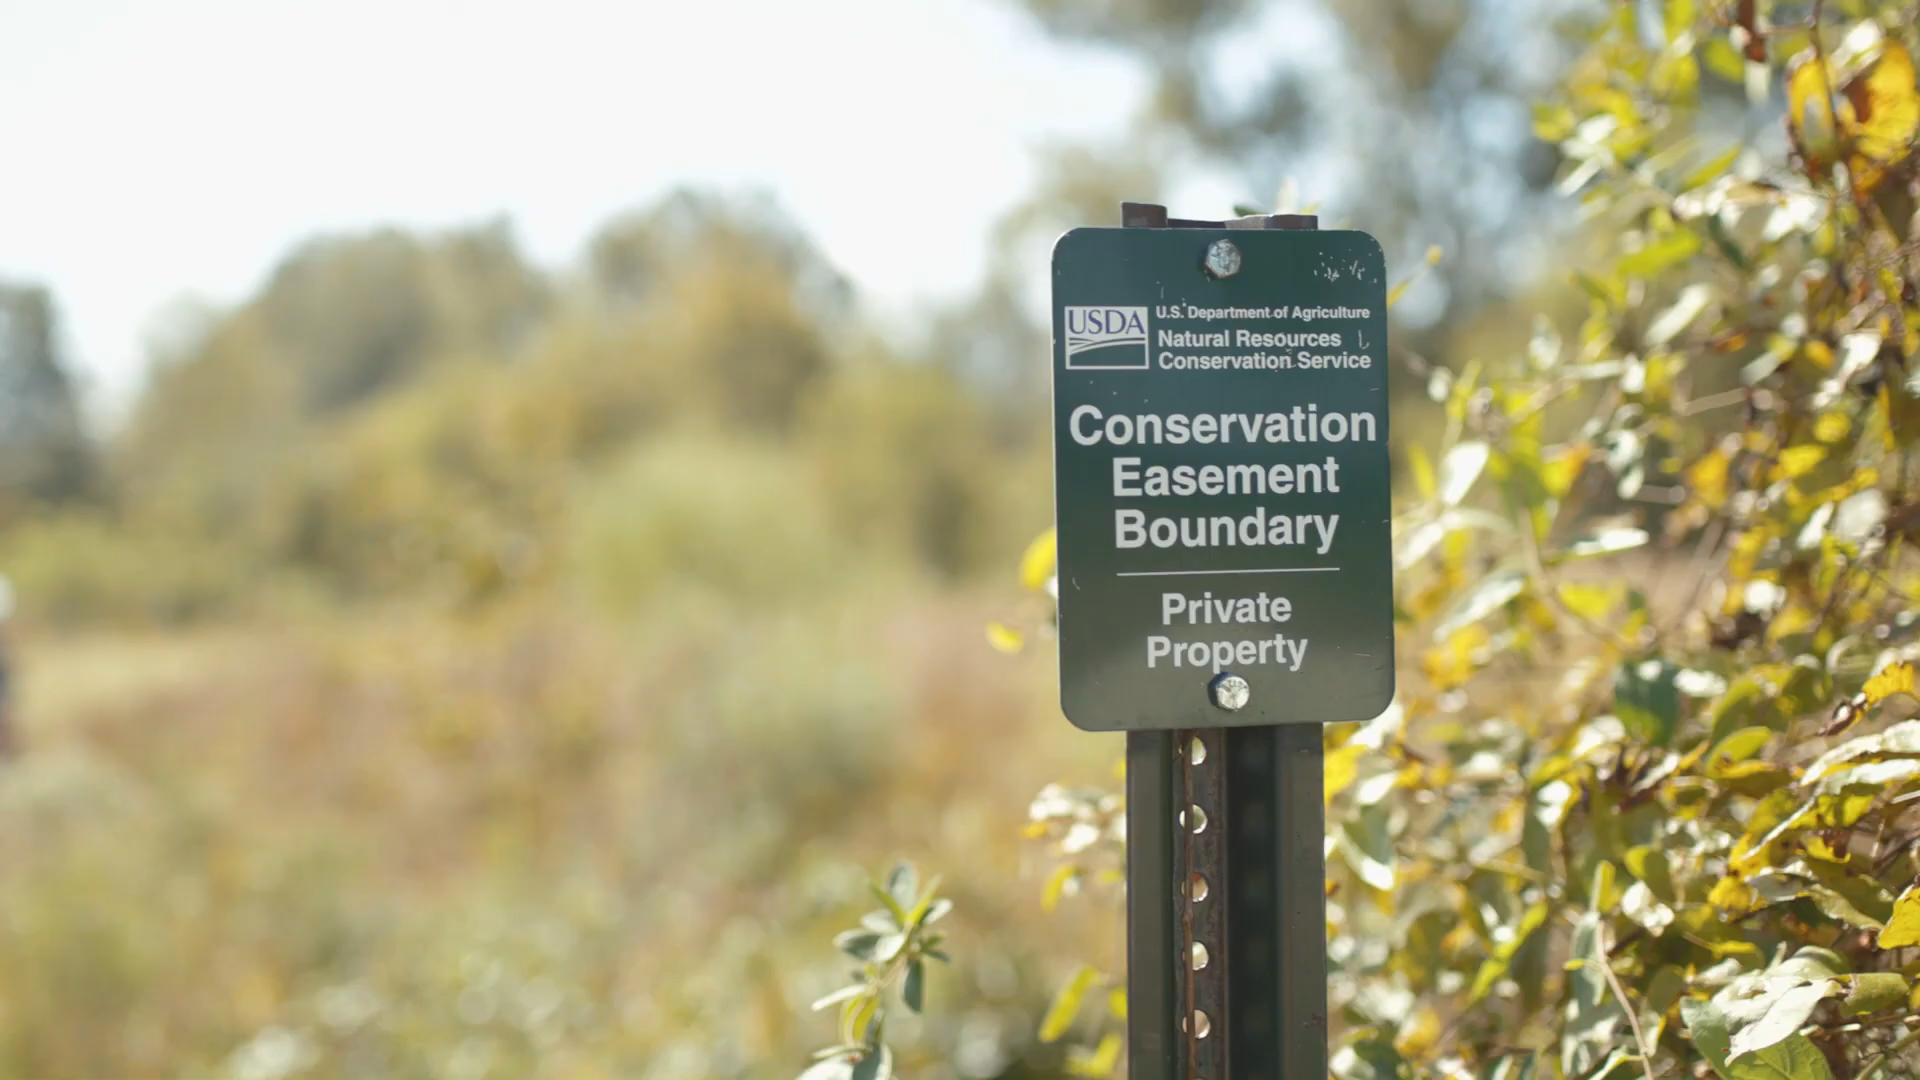 USDA
U.S. Department of Agriculture
Natural Resources
Conservation Service
Conservation
Easement
Boundary
Private
Property